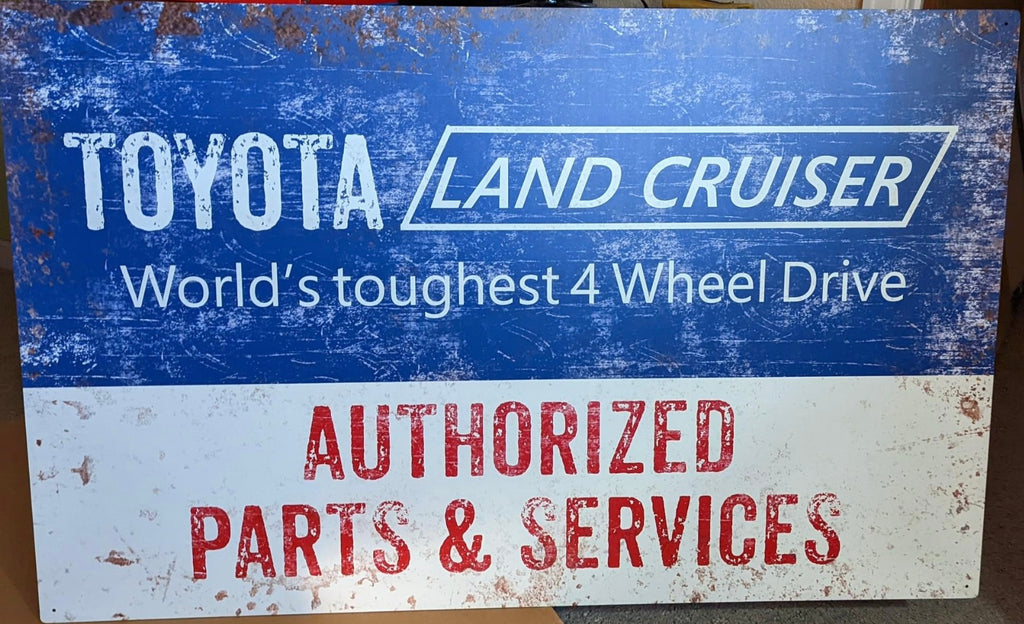 TOYOTA LAND CRUISER
World's toughest 4 Wheel Drive
AUTHORIZED
PARTS & SERVICES